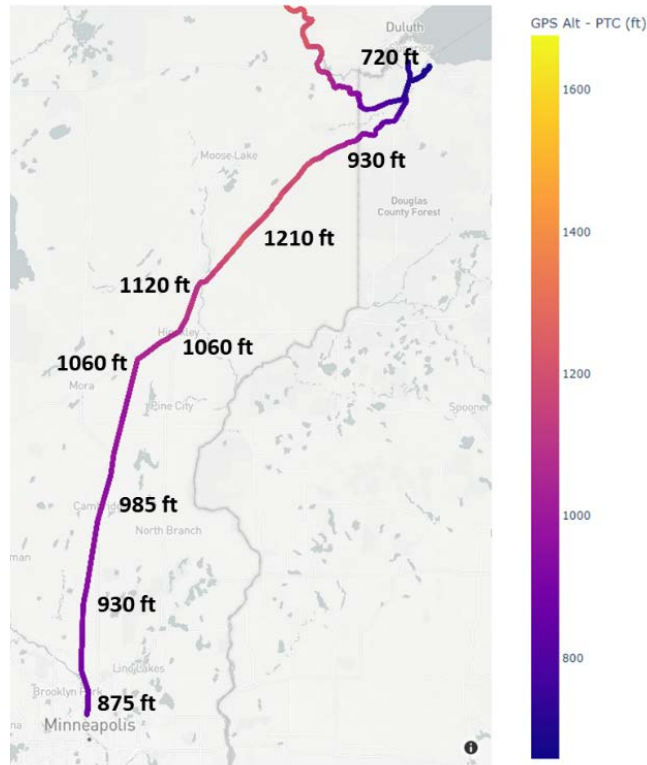 GPS Alt - PTC (ft)
Duluth
720 ft
1600
Moose Lake
930 ft
Douglas
County Forest
1210 ft
1400
1120 ft
1060 ft
1060 ft
1200
Mora
Pine City
Spooner
985 ft
North Branch
1000
930 ft
Lino Lakes
800
Brooklyn Park
875 ft
Minneapolis